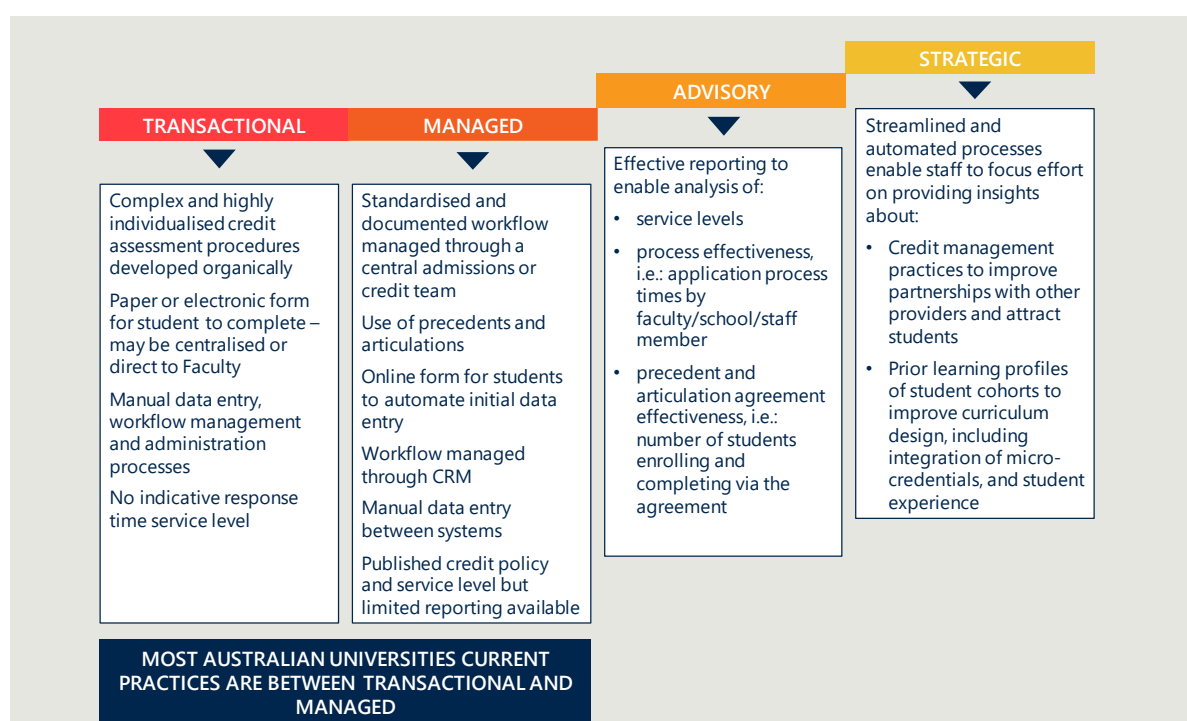 TRANSACTIONAL
Complex and highly
individualised credit
assessment procedures
developed organically
Paper or electronic form
for student to complete –
may be centralised or
direct to Faculty
Manual data entry,
workflow management
and administration
processes
No indicative response
time service level
MANAGED
Standardised and
documented workflow
managed through a
central admissions or
credit team
Use of precedents and
articulations
Online form for students
to automate initial data
entry
Workflow managed
through CRM
Manual data entry
between systems
Published credit policy
and service level but
limited reporting available
ADVISORY
Effective reporting to
enable analysis of:
• service levels
• process effectiveness,
i.e.: application process
times by
faculty/school/staff
member
• precedent and
articulation agreement
effectiveness, i.e.:
number of students
enrolling and
completing via the
agreement
STRATEGIC
Streamlined and
automated processes
enable staff to focus effort
on providing insights
about:
• Credit management
practices to improve
partnerships with other
providers and attract
students
• Prior learning profiles
of student cohorts to
improve curriculum
design, including
integration of micro-
credentials, and student
experience
MOST AUSTRALIAN UNIVERSITIES CURRENT
PRACTICES ARE BETWEEN TRANSACTIONAL AND
MANAGED